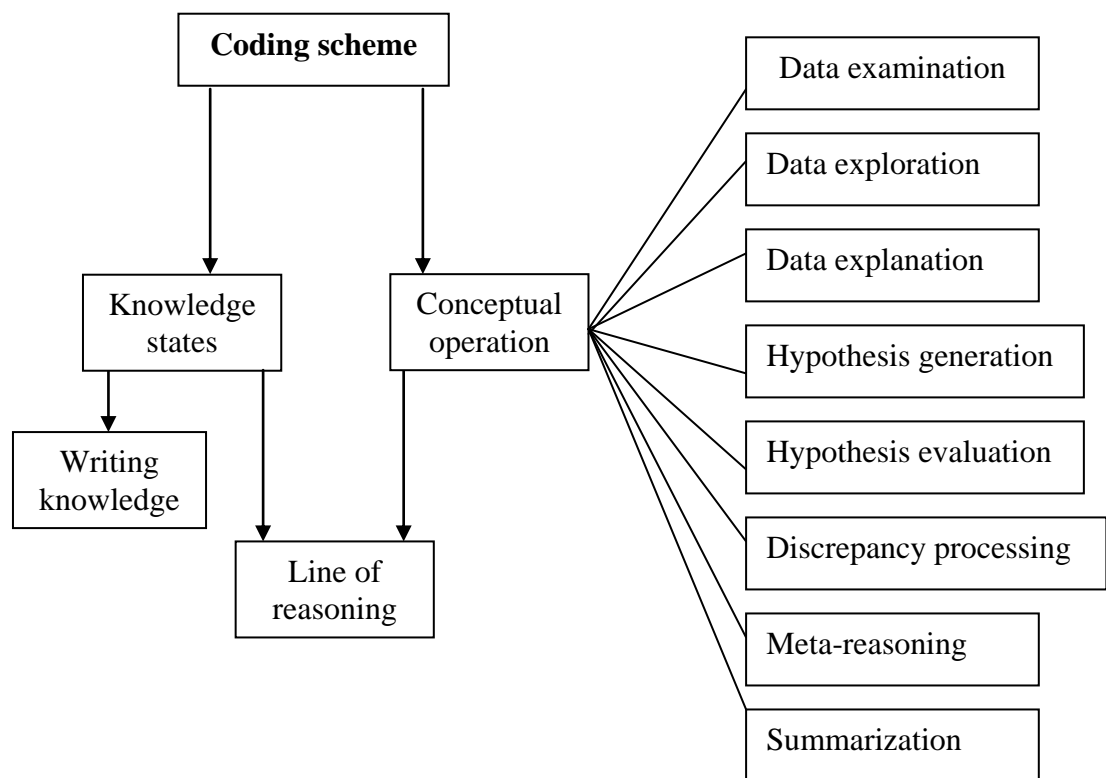 Coding scheme
Knowledge
states
Conceptual
operation
Writing
knowledge
Line of
reasoning
Data examination
Data exploration
Data explanation
Hypothesis generation
Hypothesis evaluation
Discrepancy processing
Meta-reasoning
Summarization